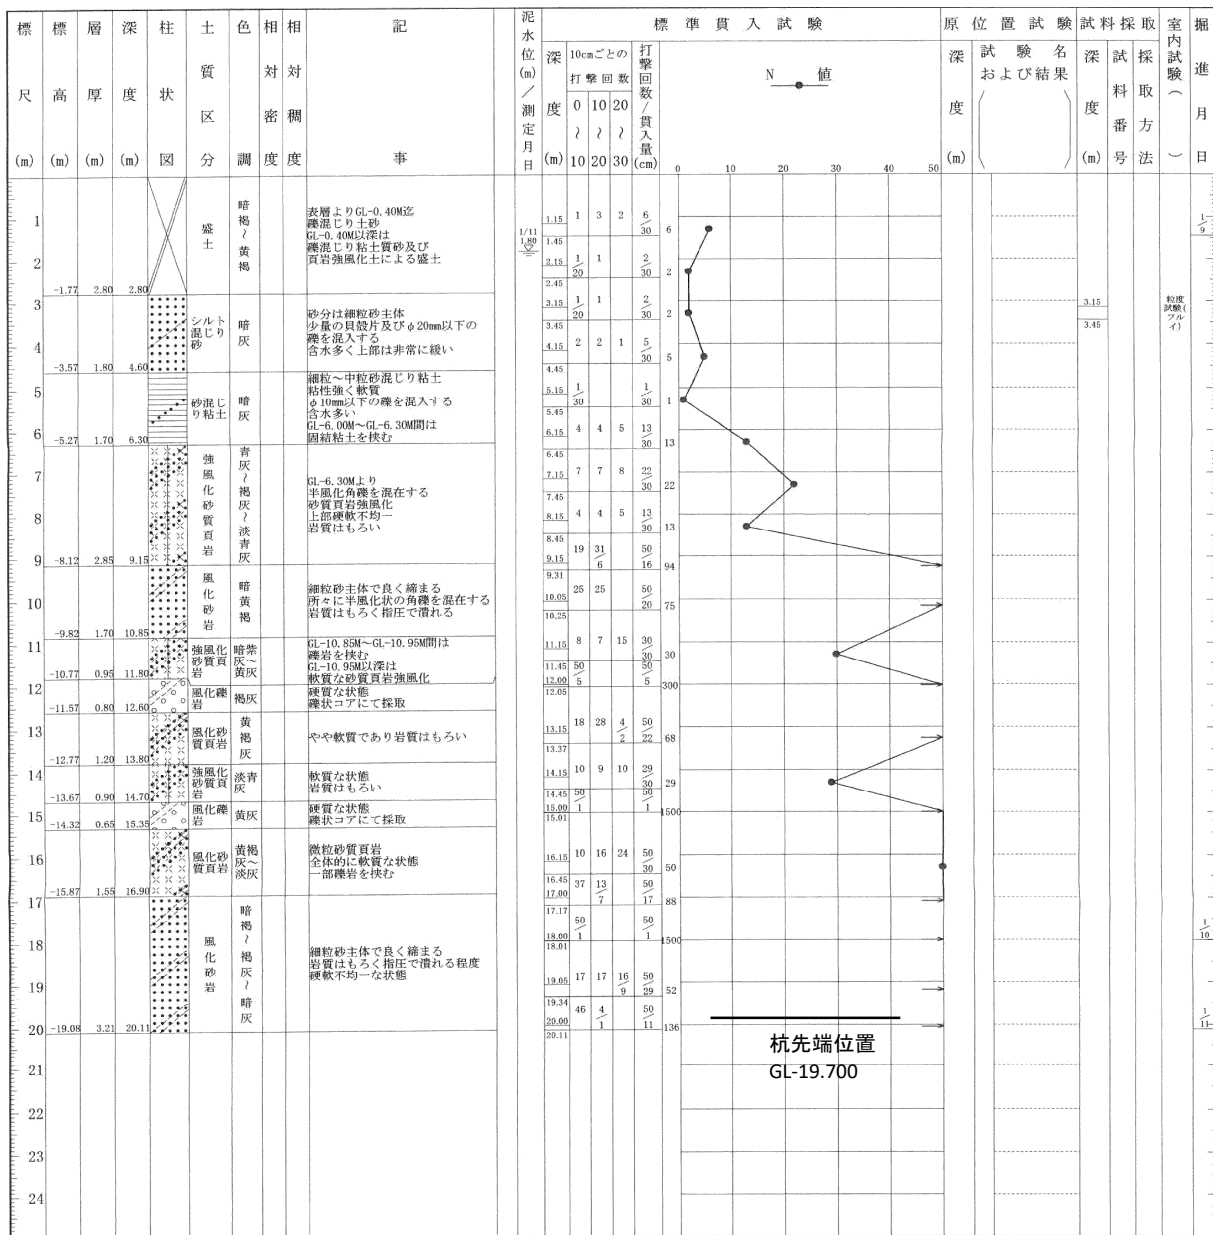 標尺(m) 標高(m) 層厚(m) 深度(m) 柱状図 土質区分 色調 相対密度 相対稠度 記事 泥水位(m)/測定月日 標準貫入試験 原位置試験 試料採取 室内試験( ) 掘進月日
深度(m) 10cmごとの打撃回数 0〜10 10〜20 20〜30 打撃回数/貫入量(cm) N 値 深度(m) 試験名および結果 深度(m) 試料番号 採取方法
0 10 20 30 40 50
-1.77 2.80 2.80 盛土 暗褐〜黄褐
表層よりGL-0.40M迄
礫混じり土砂
GL-0.40M以深は
礫混じり粘土質砂及び
頁岩強風化土による盛土
-3.57 1.80 4.60 シルト混じり砂 暗灰
砂分は細粒砂主体
少量の貝殻片及びφ20mm以下の
礫を混入する
含水多く上部は非常に緩い
-5.27 1.70 6.30 砂混じり粘土 暗灰
細粒〜中粒砂混じり粘土
粘性強く軟質
φ10mm以下の礫を混入する
含水多い
GL-6.00M〜GL-6.30M間は
固結粘土を挟む
-8.12 2.85 9.15 強風化砂質頁岩 青灰〜褐灰〜淡青灰
GL-6.30Mより
半風化角礫を混在する
砂質頁岩強風化
上部硬軟不均一
岩質はもろい
-9.82 1.70 10.85 風化砂岩 暗黄褐
細粒砂主体で良く締まる
所々に半風化状の角礫を混在する
岩質はもろく指圧で潰れる
-10.77 0.95 11.80 強風化砂質頁岩 暗紫灰〜黄灰
GL-10.85M〜GL-10.95M間は
礫岩を挟む
GL-10.95M以深は
軟質な砂質頁岩強風化
-11.57 0.80 12.60 風化礫岩 褐灰
硬質な状態
礫状コアにて採取
-12.77 1.20 13.80 風化砂質頁岩 黄褐灰
やや軟質であり岩質はもろい
-13.67 0.90 14.70 強風化砂質頁岩 淡青灰
軟質な状態
岩質はもろい
-14.32 0.65 15.35 風化礫岩 黄灰
硬質な状態
礫状コアにて採取
-15.87 1.55 16.90 風化砂質頁岩 黄褐灰〜淡灰
微粒砂質頁岩
全体的に軟質な状態
一部礫岩を挟む
-19.08 3.21 20.11 風化砂岩 暗褐〜褐灰〜暗灰
細粒砂主体で良く締まる
岩質はもろく指圧で潰れる程度
硬軟不均一な状態
1
2
3
4
5
6
7
8
9
10
11
12
13
14
15
16
17
18
19
20
21
22
23
24
1/11
1.80
1.15 1 3 2 6/30 6
1.45
2.15 1/20 1 2/30 2
2.45
3.15 1/20 1 2/30 2
3.45
4.15 2 2 1 5/30 5
4.45
5.15 1/30 1/30 1
5.45
6.15 4 4 5 13/30 13
6.45
7.15 7 7 8 22/30 22
7.45
8.15 4 4 5 13/30 13
8.45
9.15 19 31/6 50/16 94
9.31
10.05 25 25 50/20 75
10.25
11.15 8 7 15 30/30 30
11.45
12.00 50/5 50/5 300
12.05
13.15 18 28 4/2 50/22 68
13.37
14.15 10 9 10 29/30 29
14.45
15.00 50/1 50/1 1500
15.01
16.15 10 16 24 50/30 50
16.45
17.00 37 13/7 50/17 88
17.17
18.00 50/1 50/1 1500
18.01
19.05 17 17 16/9 50/29 52
19.34
20.00 46 4/1 50/11 136
20.11
杭先端位置
GL-19.700
3.15
3.45
粒度試験(フルイ)
1/9
1/10
1/11